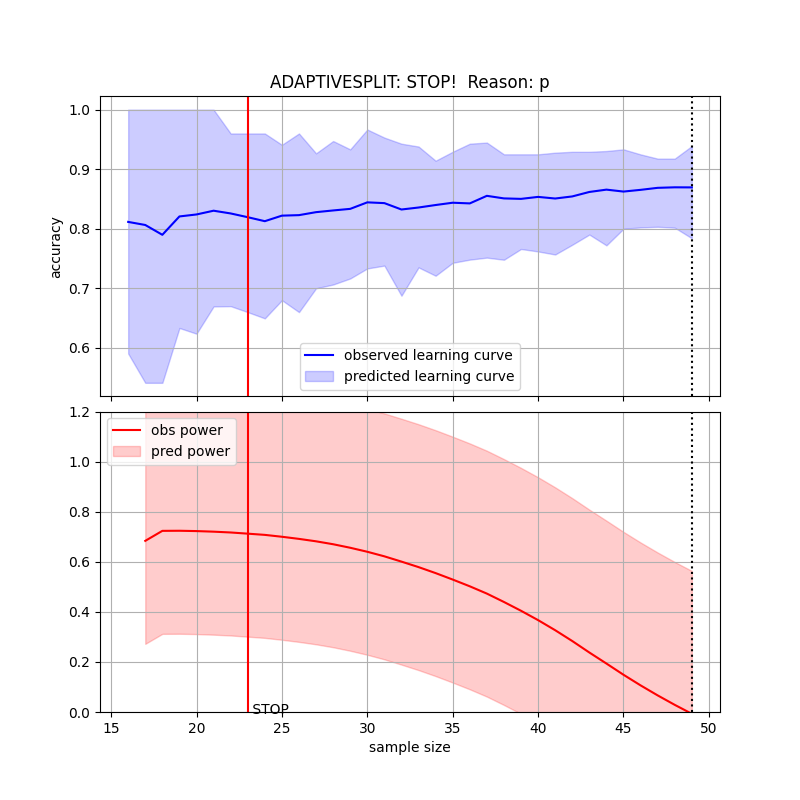 ADAPTIVESPLIT: STOP!  Reason: p
1.0
0.9
0.8
0.7
0.6
accuracy
observed learning curve
predicted learning curve
1.2
1.0
0.8
0.6
0.4
0.2
0.0
obs power
pred power
STOP
15 20 25 30 35 40 45 50
sample size